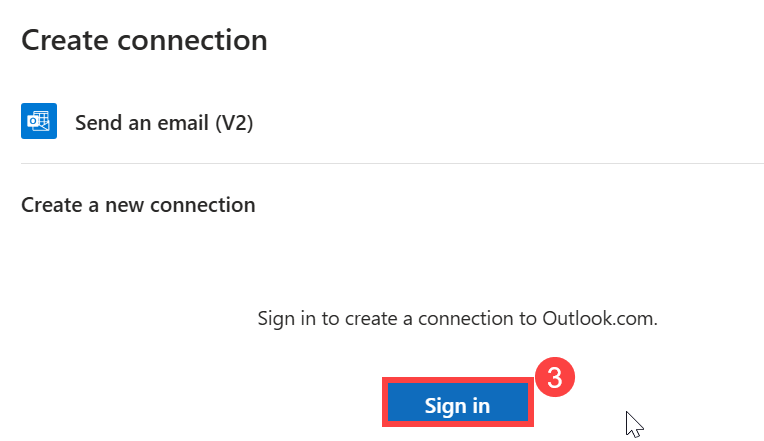 Create connection
Send an email (V2)
Create a new connection
Sign in to create a connection to Outlook.com.
3
Sign in